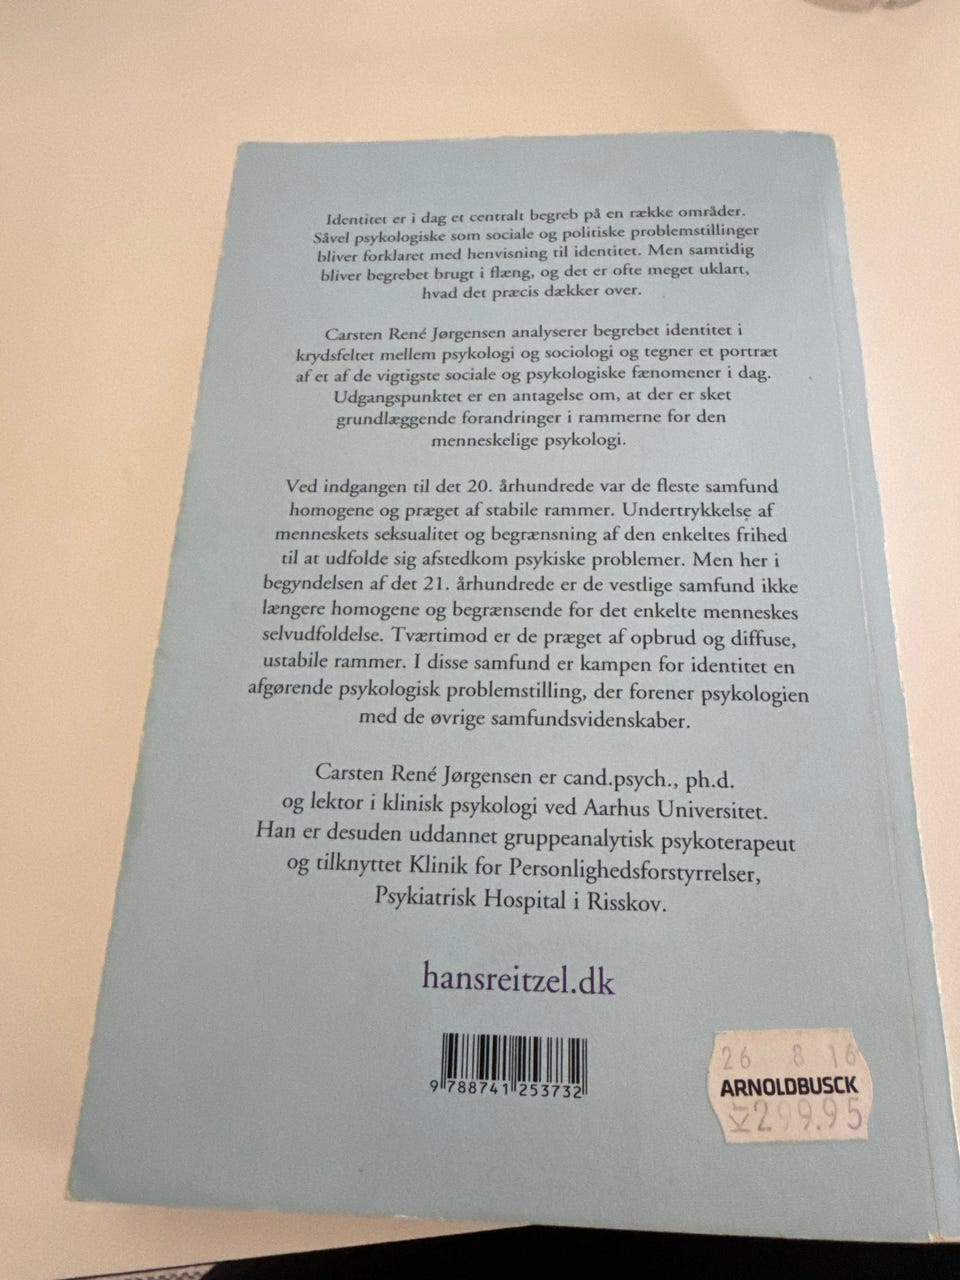 Identitet er i dag et centralt begreb på en række områder.
Såvel psykologiske som sociale og politiske problemstillinger
bliver forklaret med henvisning til identitet. Men samtidig
bliver begrebet brugt i flæng, og det er ofte meget uklart,
hvad det præcis dækker over.
Carsten René Jørgensen analyserer begrebet identitet i
krydsfeltet mellem psykologi og sociologi og tegner et portræt
af et af de vigtigste sociale og psykologiske fænomener i dag.
Udgangspunktet er en antagelse om, at der er sket
grundlæggende forandringer i rammerne for den
menneskelige psykologi.
Ved indgangen til det 20. århundrede var de fleste samfund
homogene og præget af stabile rammer. Undertrykkelse af
menneskets seksualitet og begrænsning af den enkeltes frihed
til at udfolde sig afstedkom psykiske problemer. Men her i
begyndelsen af det 21. århundrede er de vestlige samfund ikke
længere homogene og begrænsende for det enkelte menneskes
selvudfoldelse. Tværtimod er de præget af opbrud og diffuse,
ustabile rammer. I disse samfund er kampen for identitet en
afgørende psykologisk problemstilling, der forener psykologien
med de øvrige samfundsvidenskaber.
Carsten René Jørgensen er cand.psych., ph.d.
og lektor i klinisk psykologi ved Aarhus Universitet.
Han er desuden uddannet gruppeanalytisk psykoterapeut
og tilknyttet Klinik for Personlighedsforstyrrelser,
Psykiatrisk Hospital i Risskov.
hansreitzel.dk
9 788741 253732
26 8 16
ARNOLDBUSCK
Kr 299.95